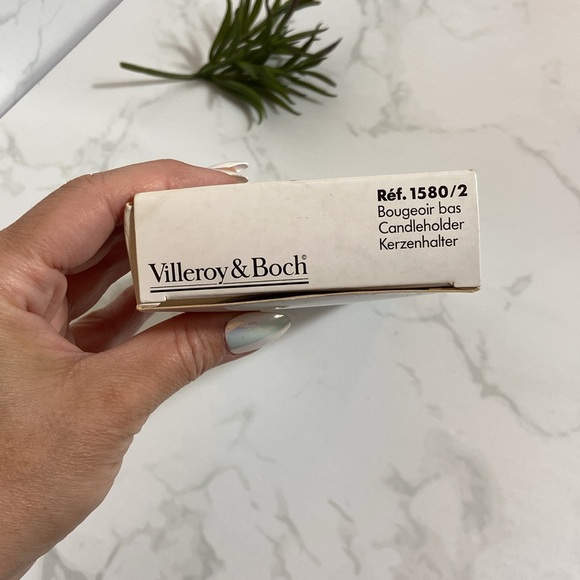 Villeroy & Boch©
Réf. 1580/2
Bougeoir bas
Candleholder
Kerzenhalter